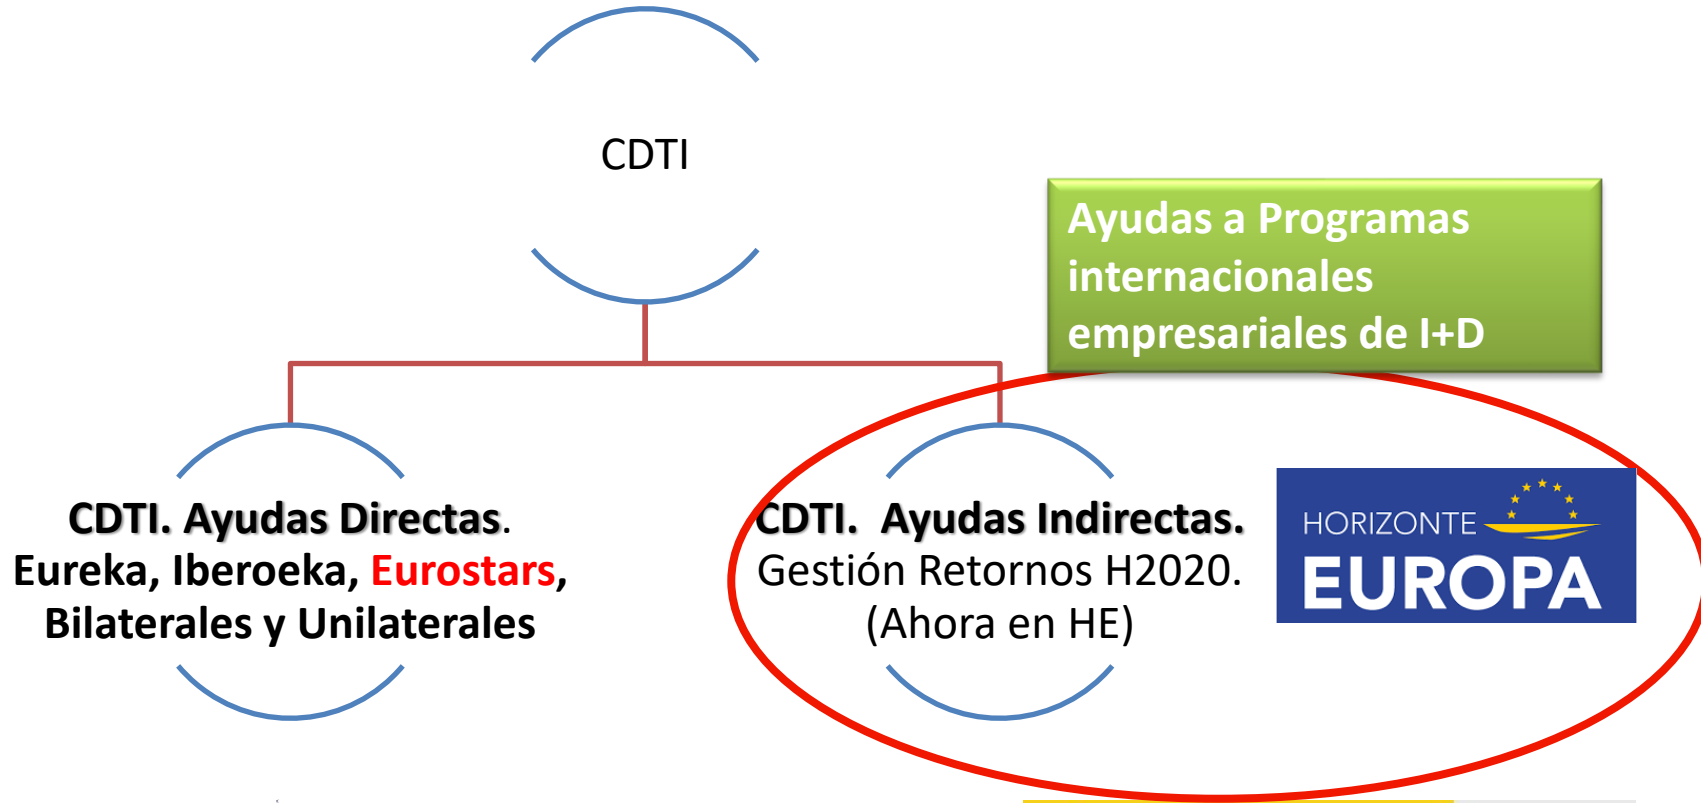 CDTI
Ayudas a Programas
internacionales
empresariales de I+D
CDTI. Ayudas Directas.
Eureka, Iberoeka, Eurostars,
Bilaterales y Unilaterales
CDTI.  Ayudas Indirectas.
Gestión Retornos H2020.
(Ahora en HE)
HORIZONTE
EUROPA